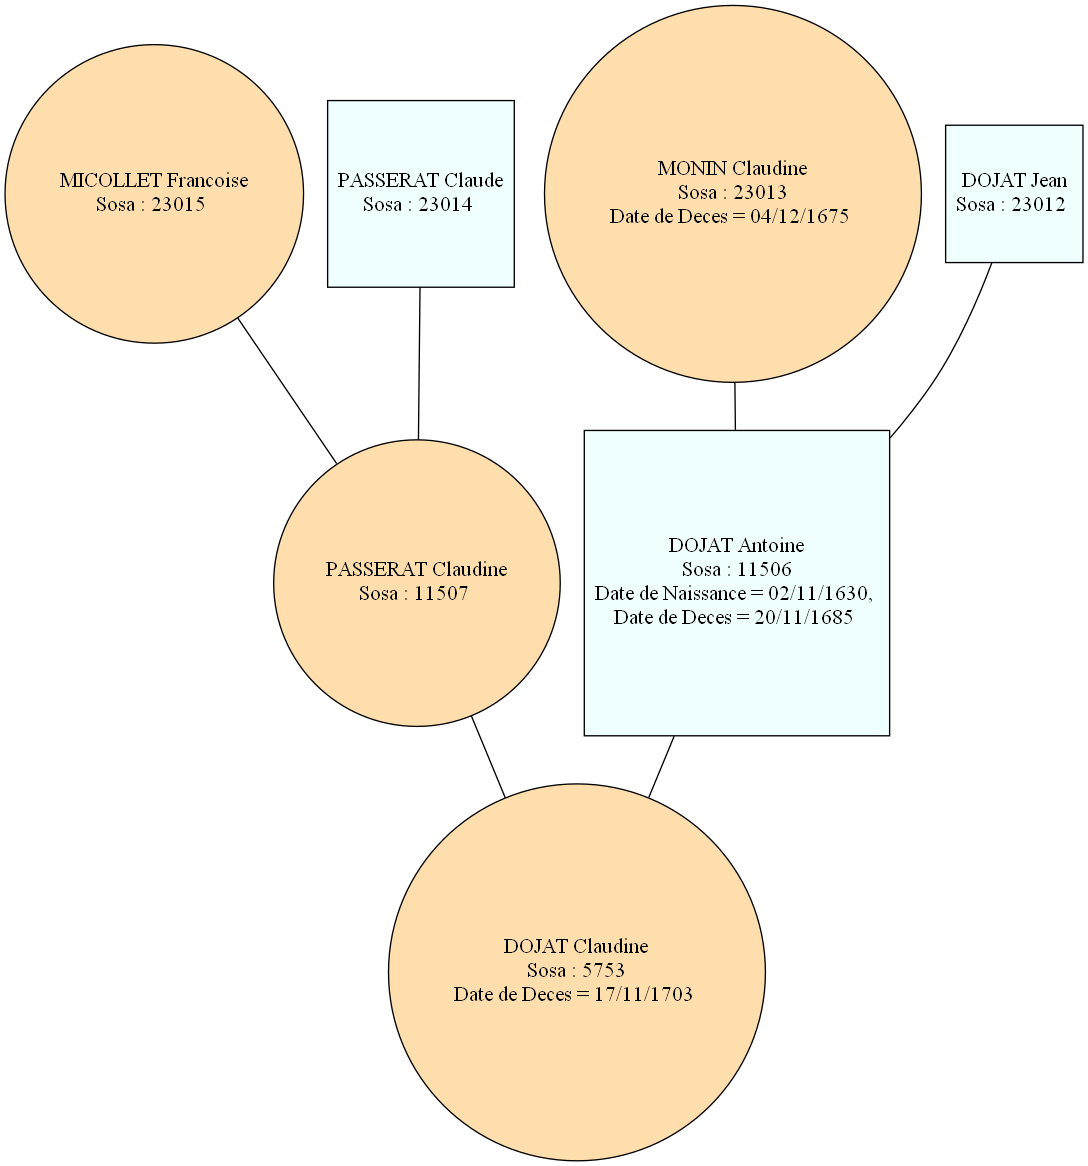 MICOLLET Francoise
Sosa : 23015
PASSERAT Claude
Sosa : 23014
MONIN Claudine
Sosa : 23013
Date de Deces = 04/12/1675
DOJAT Jean
Sosa : 23012
PASSERAT Claudine
Sosa : 11507
DOJAT Antoine
Sosa : 11506
Date de Naissance = 02/11/1630,
Date de Deces = 20/11/1685
DOJAT Claudine
Sosa : 5753
Date de Deces = 17/11/1703